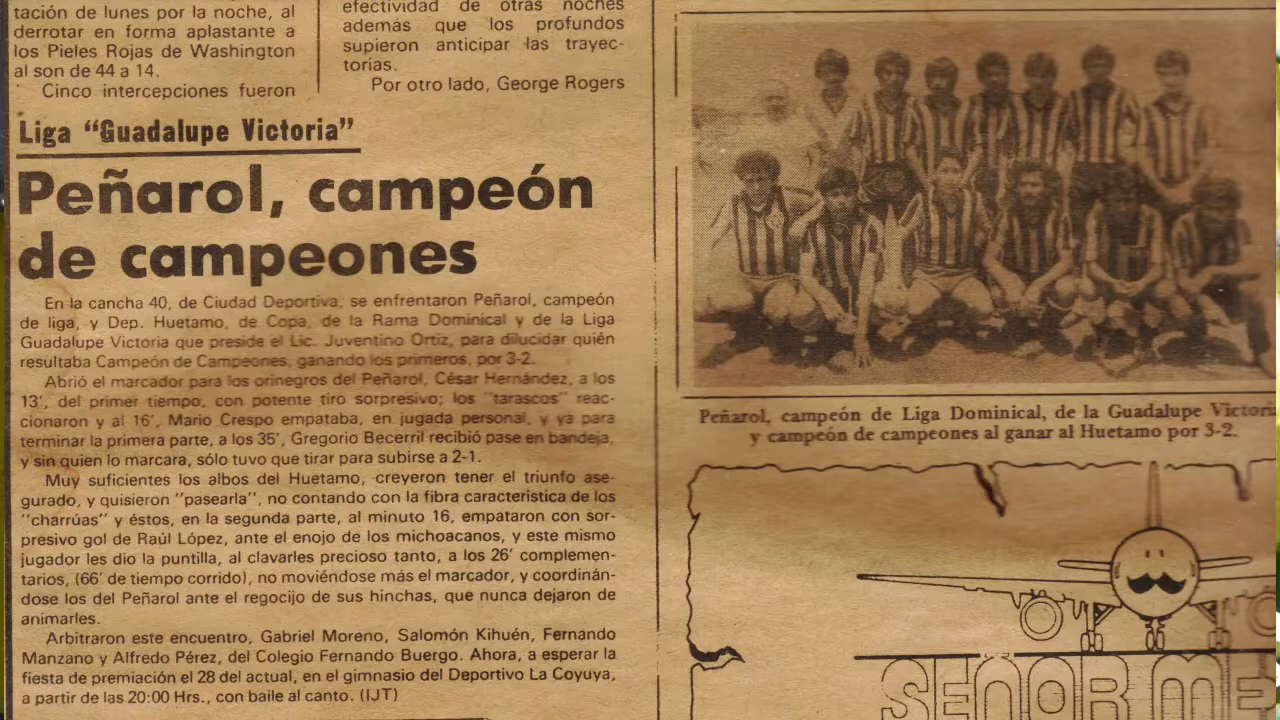 tación de lunes por la noche, al
derrotar en forma aplastante a
los Pieles Rojas de Washington
al son de 44 a 14.
Cinco intercepciones fueron
efectividad de otras noches
además que los profundos
supieron anticipar las trayec-
torias.
Por otro lado, George Rogers
Liga "Guadalupe Victoria"
Peñarol, campeón
de campeones
En la cancha 40, de Ciudad Deportiva, se enfrentaron Peñarol, campeón
de liga, y Dep. Huetamo, de Copa, de la Rama Dominical y de la Liga
Guadalupe Victoria que preside el Lic. Juventino Ortiz, para dilucidar quién
resultaba Campeón de Campeones, ganando los primeros, por 3-2.
Abrió el marcador para los orinegros del Peñarol, César Hernández, a los
13', del primer tiempo, con potente tiro sorpresivo; los "tarascos" reac-
cionaron y al 16', Mario Crespo empataba, en jugada personal, y ya para
terminar la primera parte, a los 35', Gregorio Becerril recibió pase en bandeja,
y sin quien lo marcara, sólo tuvo que tirar para subirse a 2-1.
Muy suficientes los albos del Huetamo, creyeron tener el triunfo ase-
gurado, y quisieron "pasearla", no contando con la fibra característica de los
"charrúas" y éstos, en la segunda parte, al minuto 16, empataron con sor-
presivo gol de Raúl López, ante el enojo de los michoacanos, y este mismo
jugador les dio la puntilla, al clavarles precioso tanto, a los 26' complemen-
tarios, (66' de tiempo corrido), no moviéndose más el marcador, y coordinán-
dose los del Peñarol ante el regocijo de sus hinchas, que nunca dejaron de
animarles.
Arbitraron este encuentro, Gabriel Moreno, Salomón Kihuén, Fernando
Manzano y Alfredo Pérez, del Colegio Fernando Buergo. Ahora, a esperar la
fiesta de premiación el 28 del actual, en el gimnasio del Deportivo La Coyuya,
a partir de las 20:00 Hrs., con baile al canto. (IJT)
Peñarol, campeón de Liga Dominical, de la Guadalupe Victoria
y campeón de campeones al ganar al Huetamo por 3-2.
SEÑOR ME